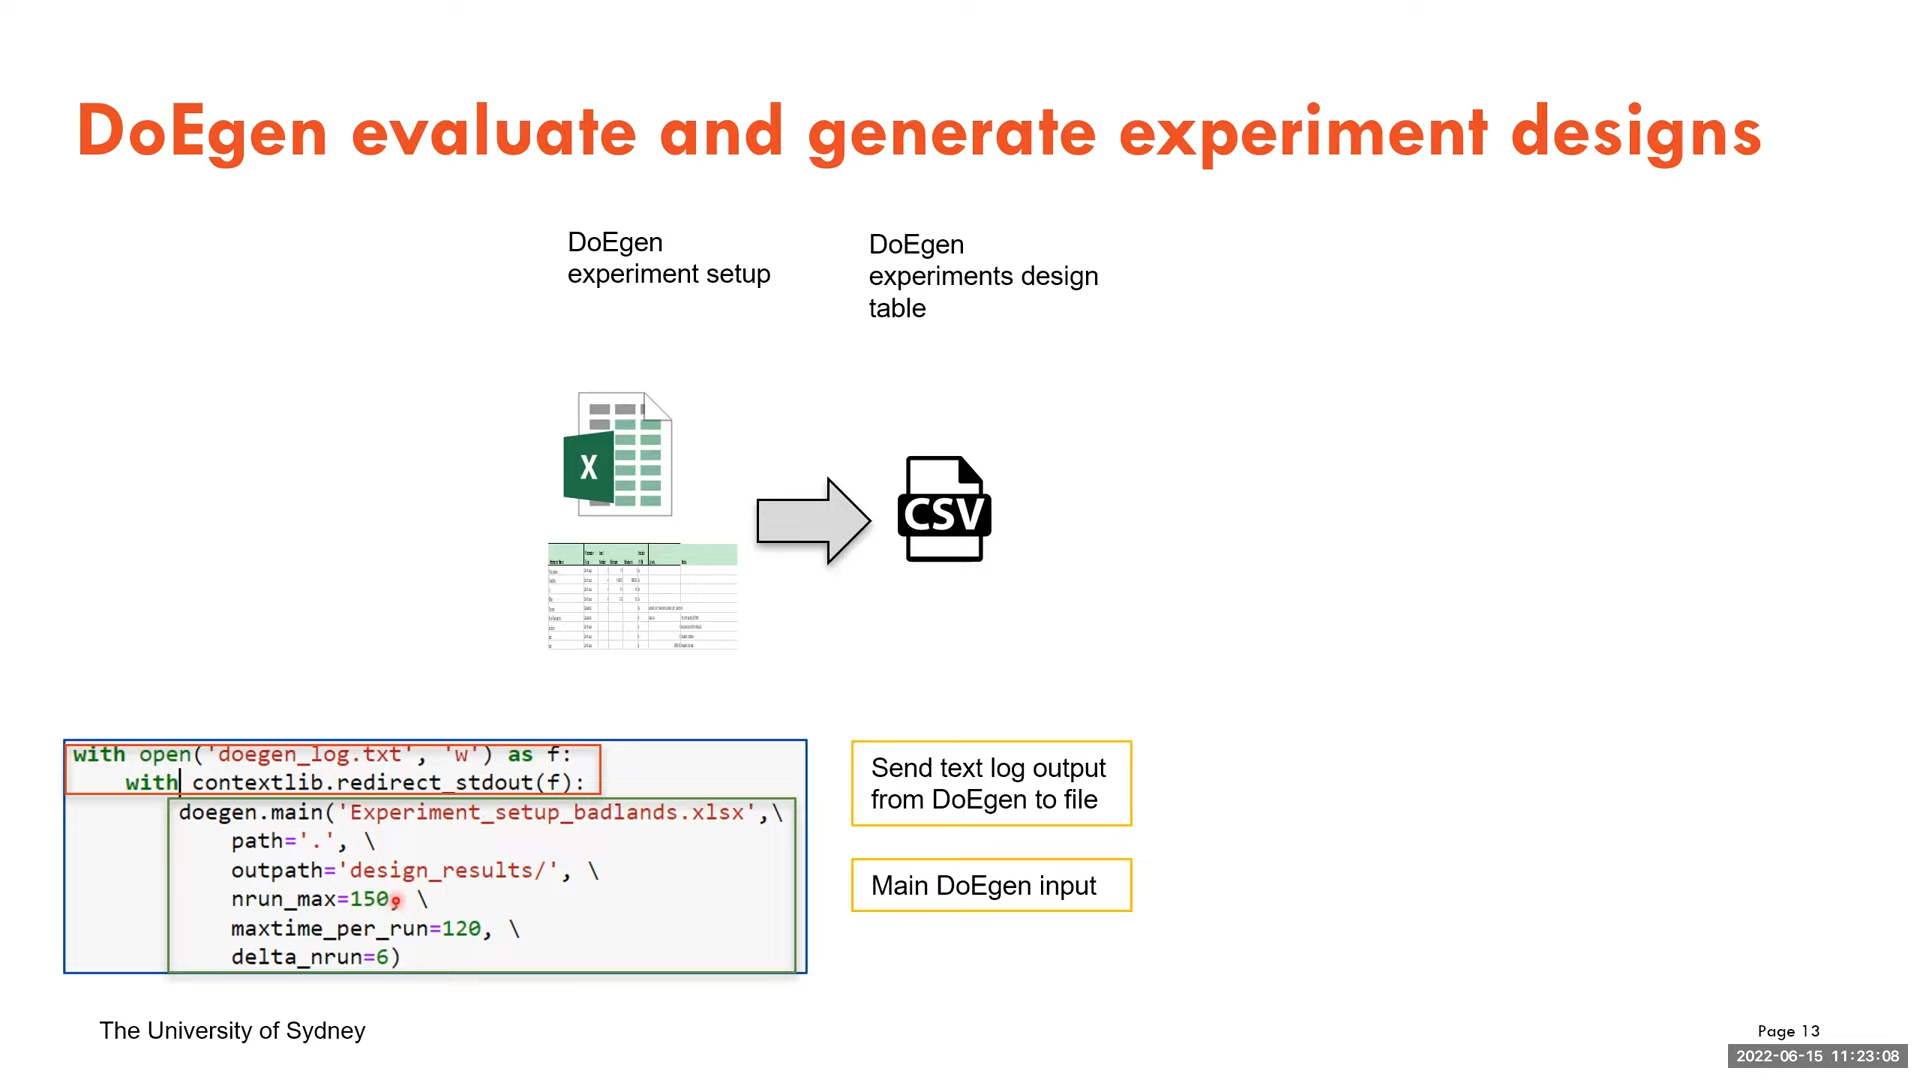 DoEgen evaluate and generate experiment designs
DoEgen
experiment setup
DoEgen
experiments design
table
X
CSV
with open('doegen_log.txt', 'w') as f:
with contextlib.redirect_stdout(f):
doegen.main('Experiment_setup_badlands.xlsx',\
path='.', \
outpath='design_results/', \
nrun_max=150, \
maxtime_per_run=120, \
delta_nrun=6)
Send text log output
from DoEgen to file
Main DoEgen input
The University of Sydney
Page 13
2022-06-15 11:23:08